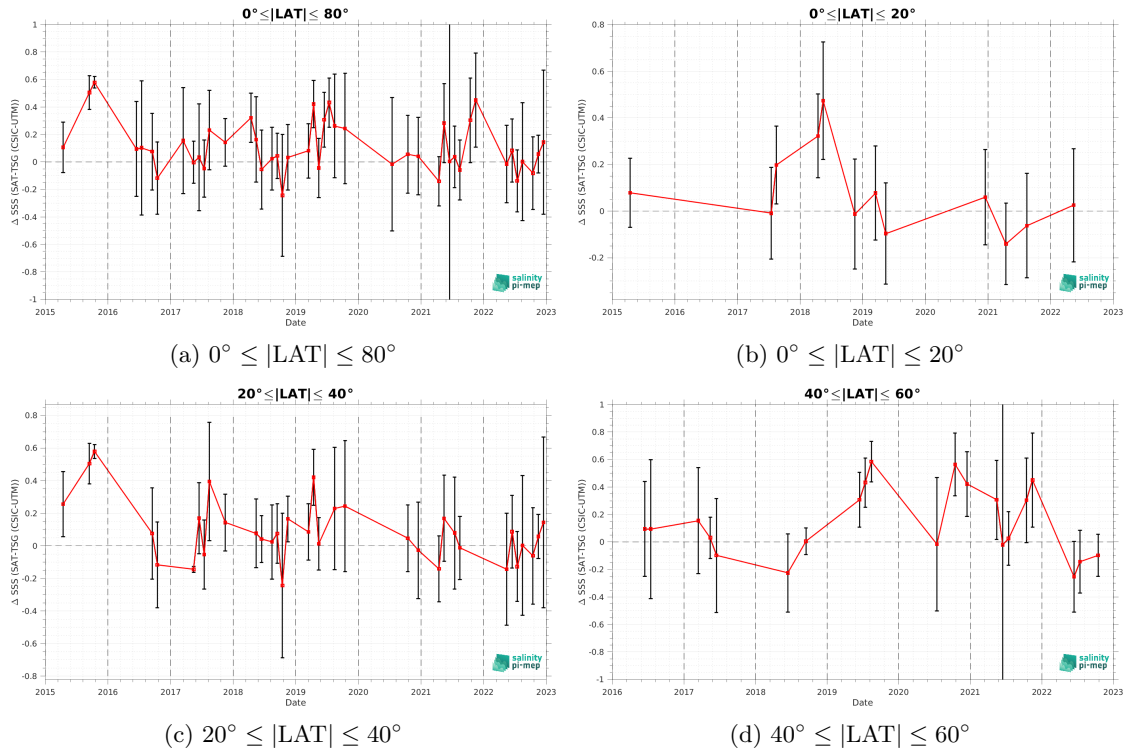 0°≤|LAT|≤ 80°
Δ SSS (SAT-TSG (CSIC-UTM))
1
0.8
0.6
0.4
0.2
0
-0.2
-0.4
-0.6
-0.8
-1
2015 2016 2017 2018 2019 2020 2021 2022 2023
Date
salinity
pi-mep
(a) 0° ≤ |LAT| ≤ 80°
0°≤|LAT|≤ 20°
Δ SSS (SAT-TSG (CSIC-UTM))
0.8
0.6
0.4
0.2
0
-0.2
2015 2016 2017 2018 2019 2020 2021 2022 2023
Date
salinity
pi-mep
(b) 0° ≤ |LAT| ≤ 20°
20°≤|LAT|≤ 40°
Δ SSS (SAT-TSG (CSIC-UTM))
0.8
0.6
0.4
0.2
0
-0.2
-0.4
-0.6
-0.8
2015 2016 2017 2018 2019 2020 2021 2022 2023
Date
salinity
pi-mep
(c) 20° ≤ |LAT| ≤ 40°
40°≤|LAT|≤ 60°
Δ SSS (SAT-TSG (CSIC-UTM))
1
0.8
0.6
0.4
0.2
0
-0.2
-0.4
-0.6
-0.8
-1
2016 2017 2018 2019 2020 2021 2022 2023
Date
salinity
pi-mep
(d) 40° ≤ |LAT| ≤ 60°